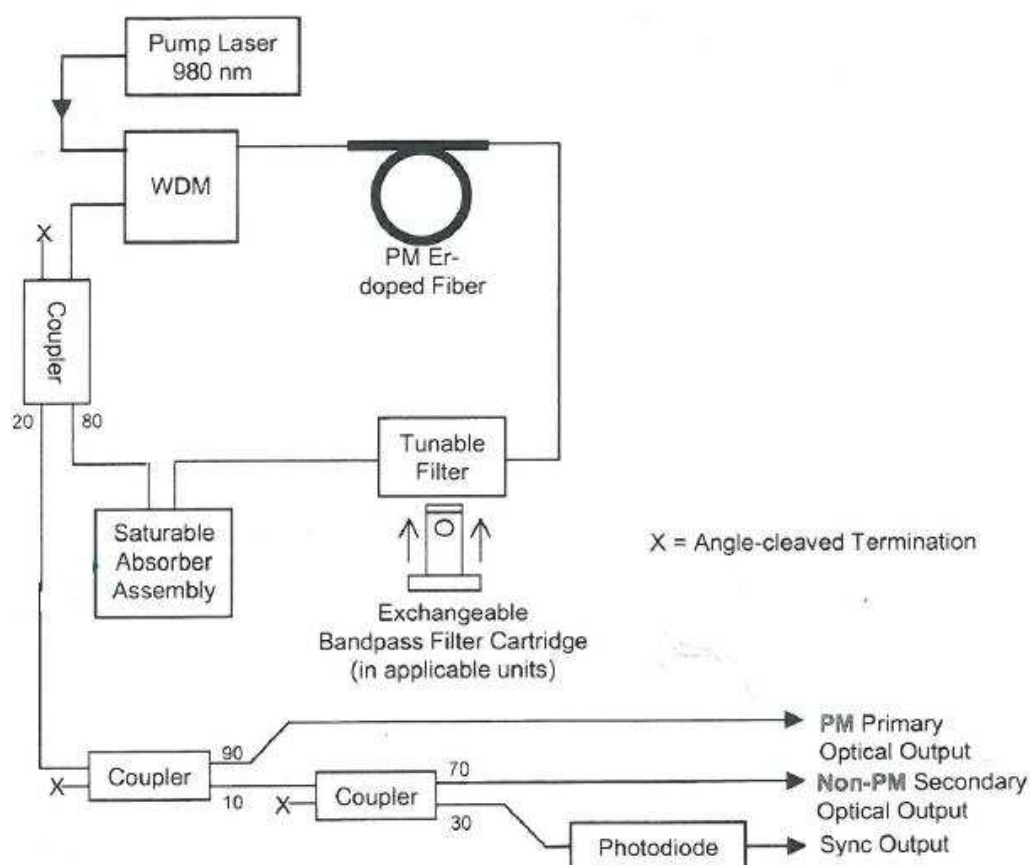 Pump Laser
980 nm
WDM
PM Er-
doped Fiber
X
Coupler
20
80
Tunable
Filter
Saturable
Absorber
Assembly
X = Angle-cleaved Termination
Exchangeable
Bandpass Filter Cartridge
(in applicable units)
90
PM Primary
Optical Output
X
Coupler
10
70
Non-PM Secondary
Optical Output
X
Coupler
30
Photodiode
Sync Output